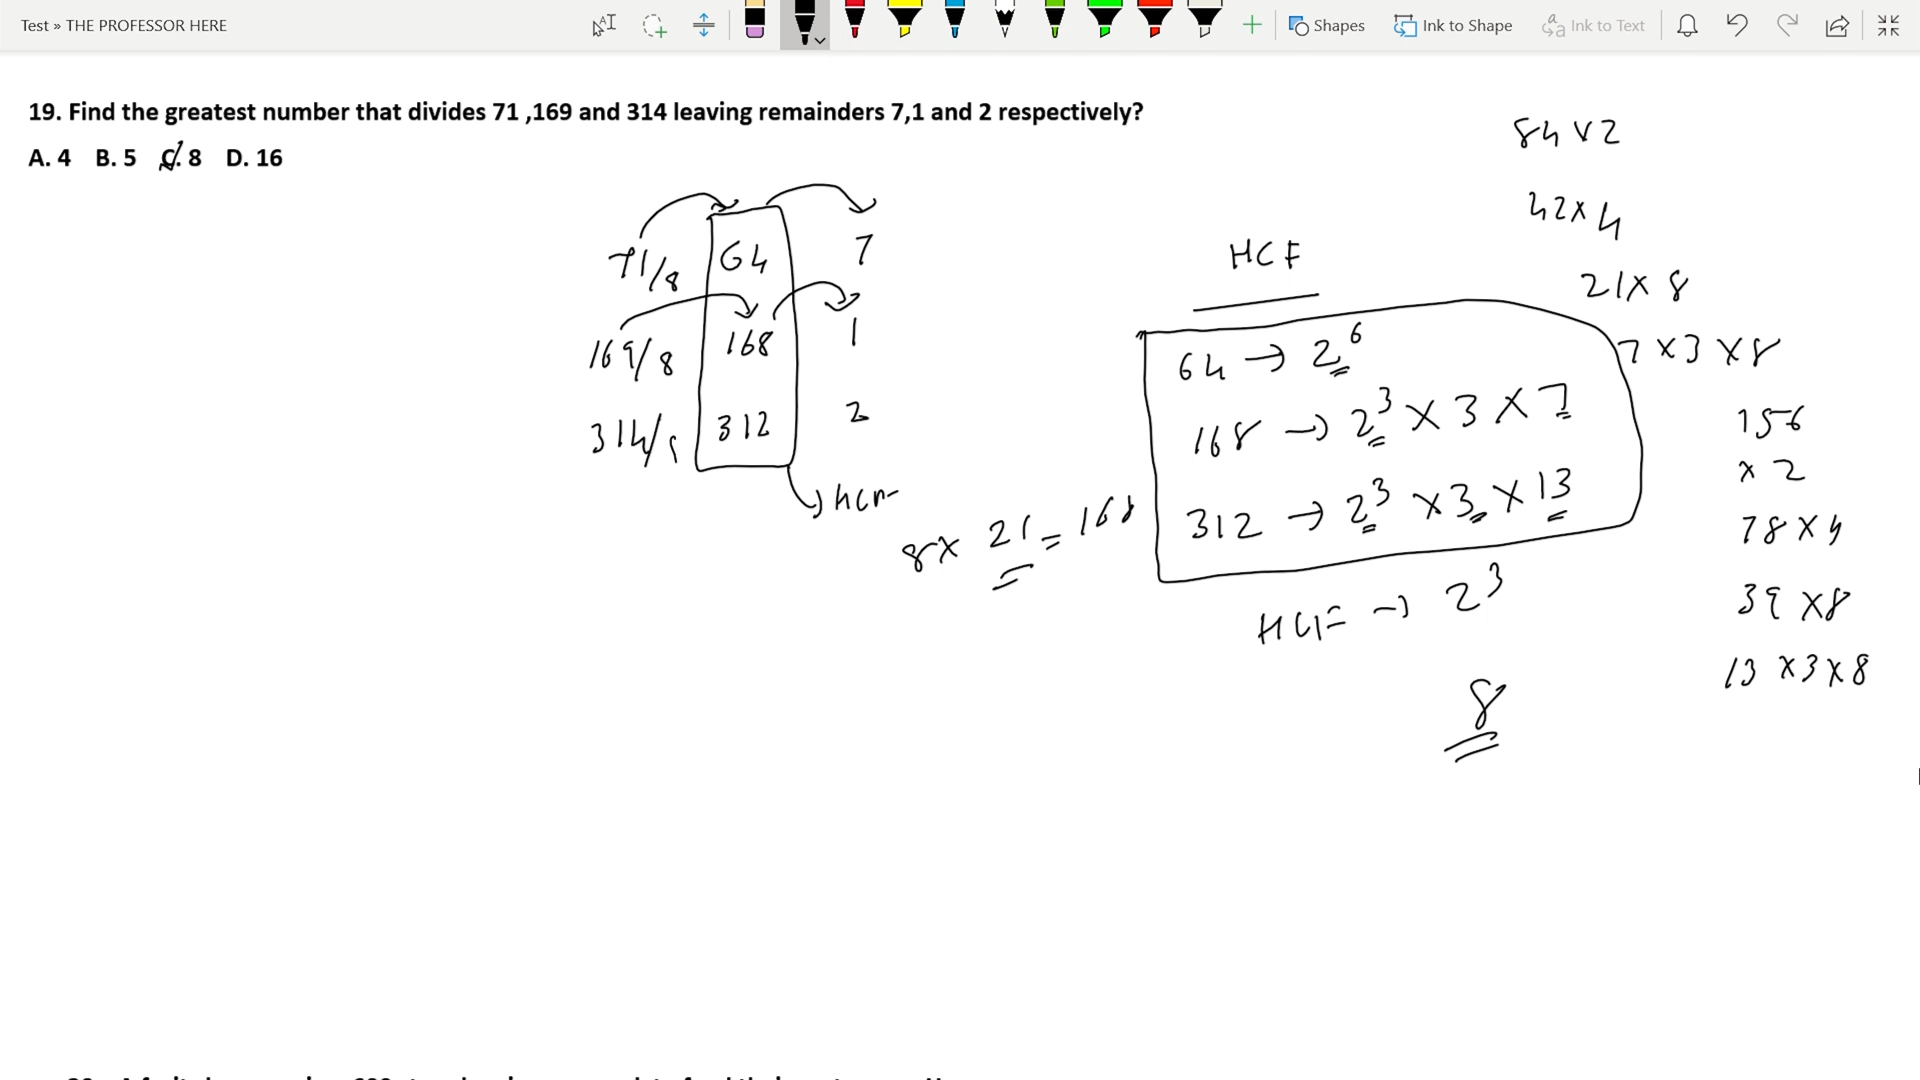 Test » THE PROFESSOR HERE
Shapes
Ink to Shape
Ink to Text
19. Find the greatest number that divides 71 ,169 and 314 leaving remainders 7,1 and 2 respectively?
A. 4 B. 5 C. 8 D. 16
71/8 64 7
169/8 168 1
314/ 312 2
8 x 21 = 168
HCF
64 → 2^6
168 → 2^3 x 3 x 7
312 → 2^3 x 3 x 13
HCF → 2^3
8
84 x 2
42 x 4
21 x 8
7 x 3 x 8
156
x 2
78 x 4
39 x 8
13 x 3 x 8